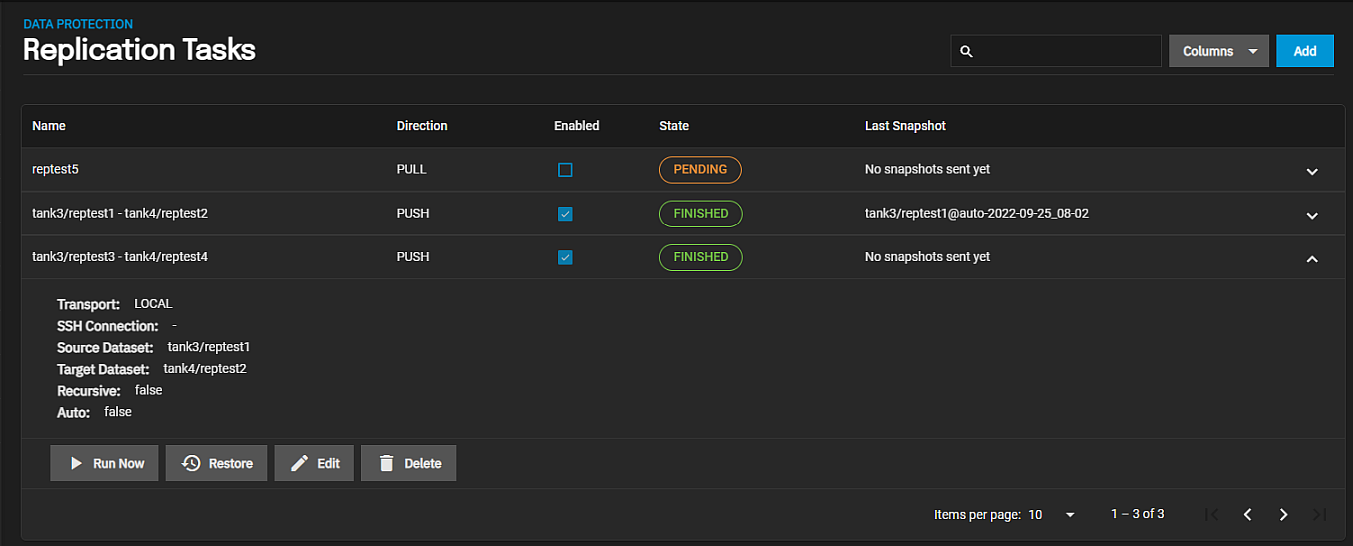 DATA PROTECTION
Replication Tasks
Columns
Add
Name Direction Enabled State Last Snapshot
reptest5 PULL PENDING No snapshots sent yet
tank3/reptest1 - tank4/reptest2 PUSH FINISHED tank3/reptest1@auto-2022-09-25_08-02
tank3/reptest3 - tank4/reptest4 PUSH FINISHED No snapshots sent yet
Transport: LOCAL
SSH Connection: -
Source Dataset: tank3/reptest1
Target Dataset: tank4/reptest2
Recursive: false
Auto: false
Run Now Restore Edit Delete
Items per page: 10 1 – 3 of 3